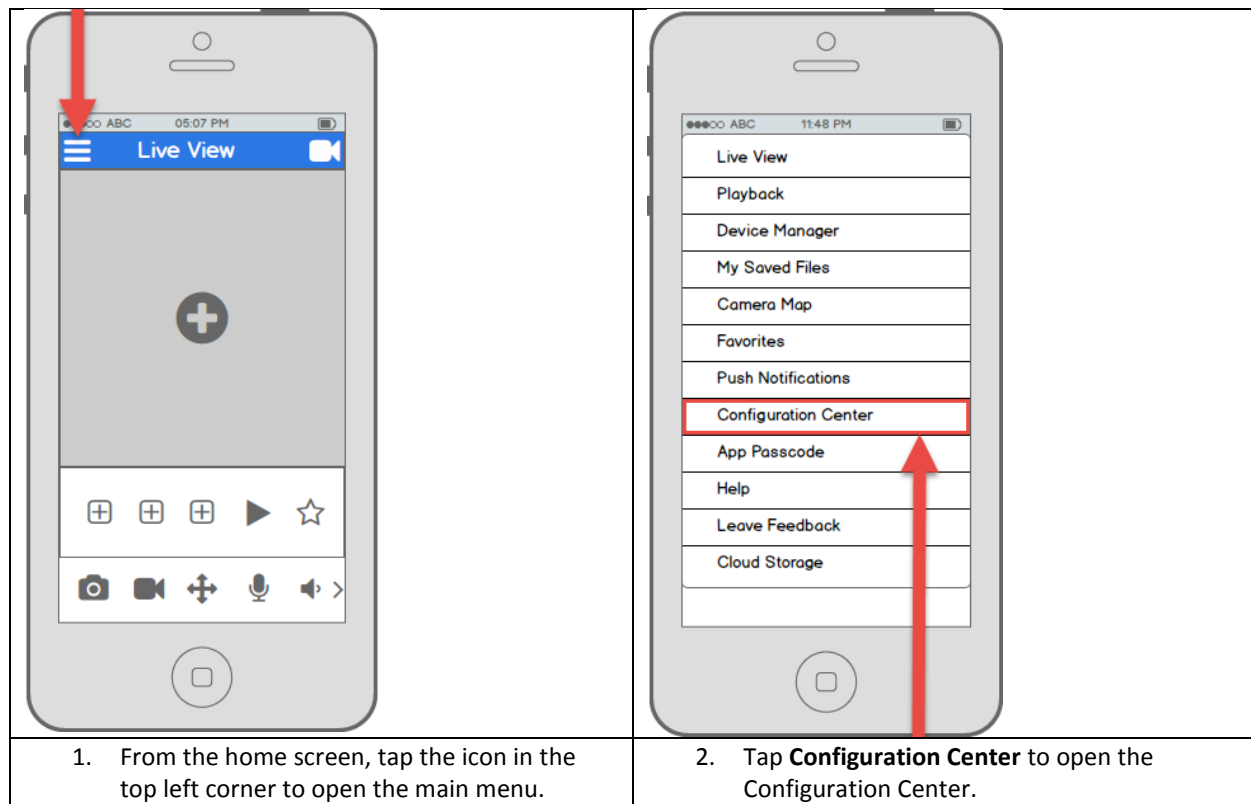 ABC 05:07 PM
Live View
1. From the home screen, tap the icon in the
top left corner to open the main menu.
ABC 11:48 PM
Live View
Playback
Device Manager
My Saved Files
Camera Map
Favorites
Push Notifications
Configuration Center
App Passcode
Help
Leave Feedback
Cloud Storage
2. Tap Configuration Center to open the
Configuration Center.